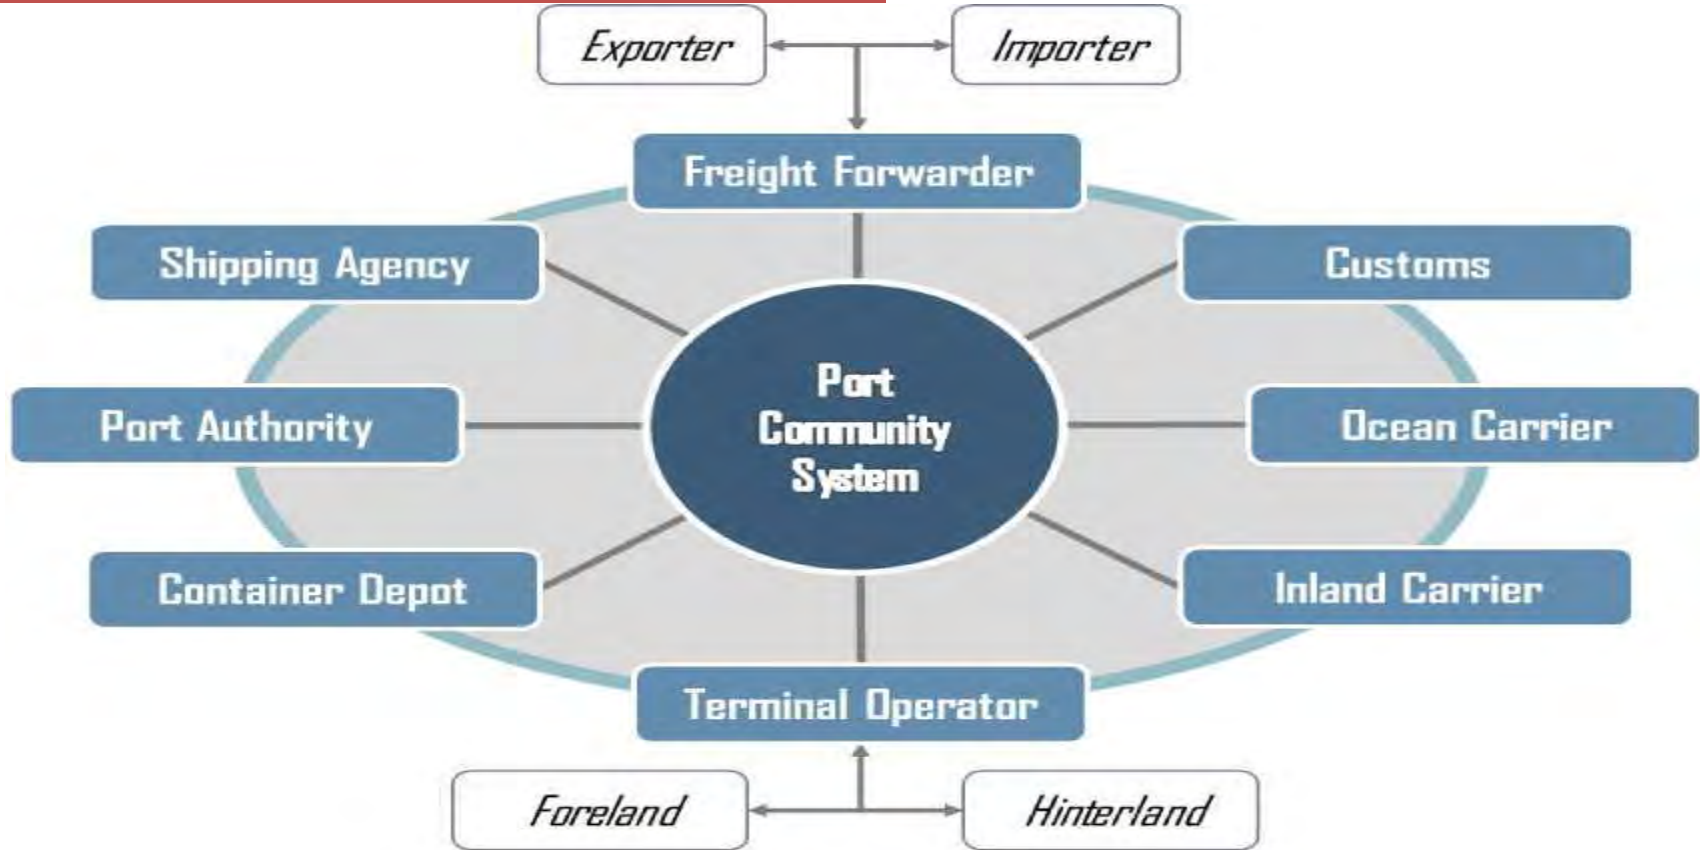 Exporter
Importer
Freight Forwarder
Shipping Agency
Customs
Port
Community
System
Port Authority
Ocean Carrier
Container Depot
Inland Carrier
Terminal Operator
Foreland
Hinterland